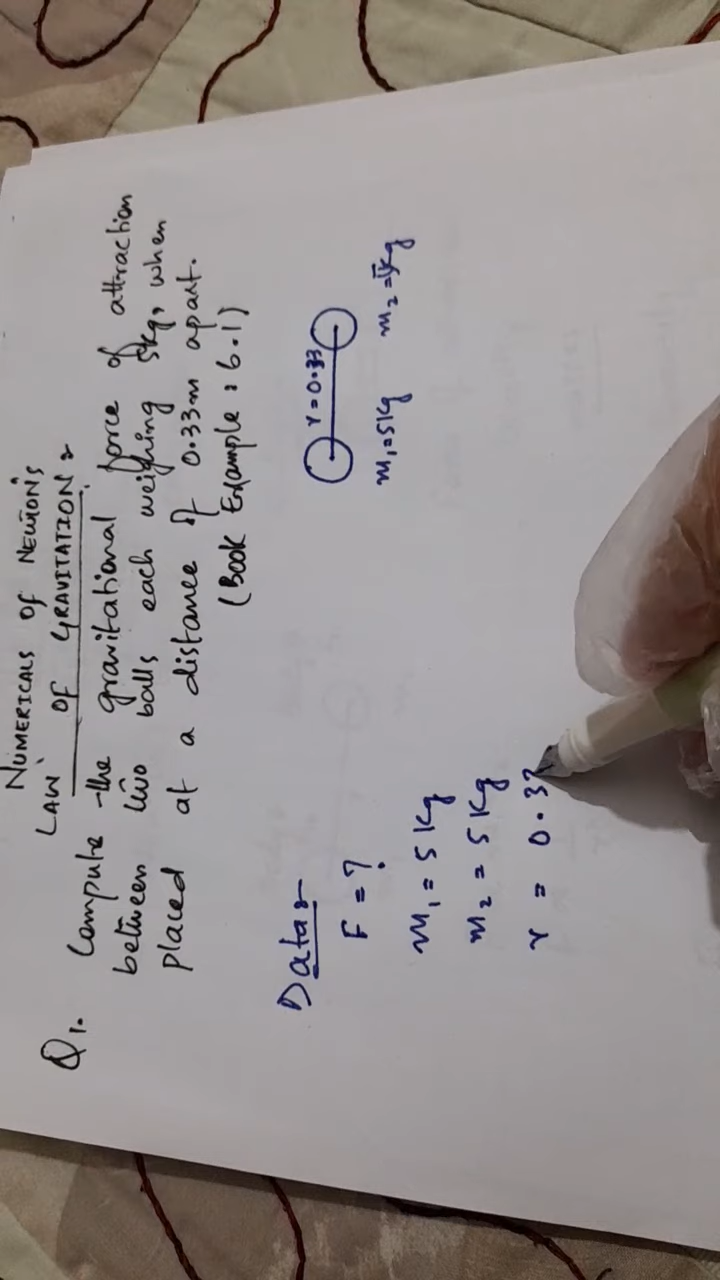 NUMERICALS OF NEWTON'S
LAW OF GRAVITATION:
Q1. Compute the gravitational force of attraction
between two balls each weighing 5kg, when
placed at a distance of 0.33m apart.
(Book Example: 6.1)
r=0.33
m₁=5Kg m₂=5Kg
Data:
F=?
m₁ = 5 Kg
m₂ = 5 Kg
r = 0.33